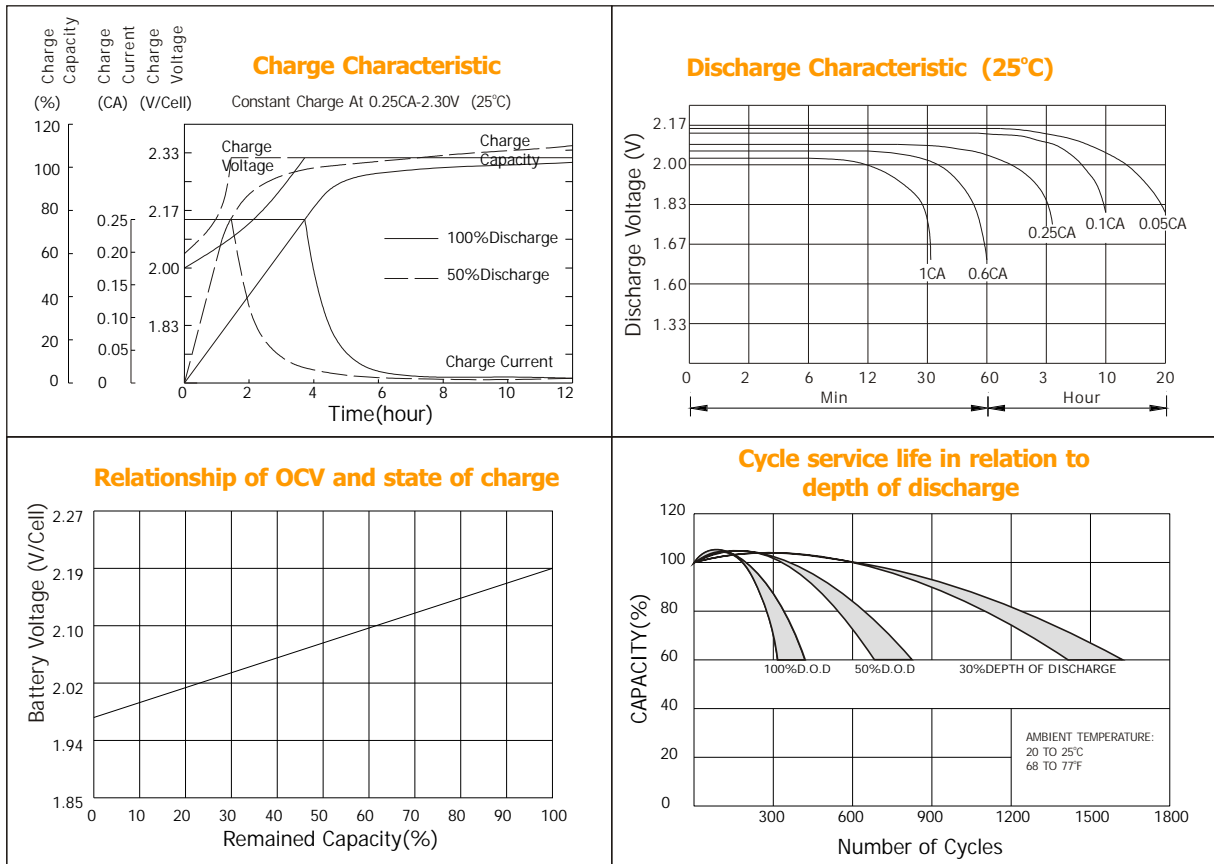 Charge Characteristic
Constant Charge At 0.25CA-2.30V (25°C)
Charge Capacity
Charge Current
Charge Voltage
(%)
(CA)
(V/Cell)
120
100
80
60
40
20
0
0.25
0.20
0.15
0.10
0.05
0
2.33
2.17
2.00
1.83
Charge Voltage
Charge Capacity
100%Discharge
50%Discharge
Charge Current
0 2 4 6 8 10 12
Time(hour)
Discharge Characteristic (25°C)
Discharge Voltage (V)
2.17
2.00
1.83
1.67
1.60
1.33
1CA
0.6CA
0.25CA
0.1CA
0.05CA
0 2 6 12 30 60 3 10 20
Min
Hour
Relationship of OCV and state of charge
Battery Voltage (V/Cell)
2.27
2.19
2.10
2.02
1.94
1.85
0 10 20 30 40 50 60 70 80 90 100
Remained Capacity(%)
Cycle service life in relation to
depth of discharge
CAPACITY(%)
120
100
80
60
40
20
0
100%D.O.D
50%D.O.D
30%DEPTH OF DISCHARGE
AMBIENT TEMPERATURE:
20 TO 25°C
68 TO 77°F
300 600 900 1200 1500 1800
Number of Cycles